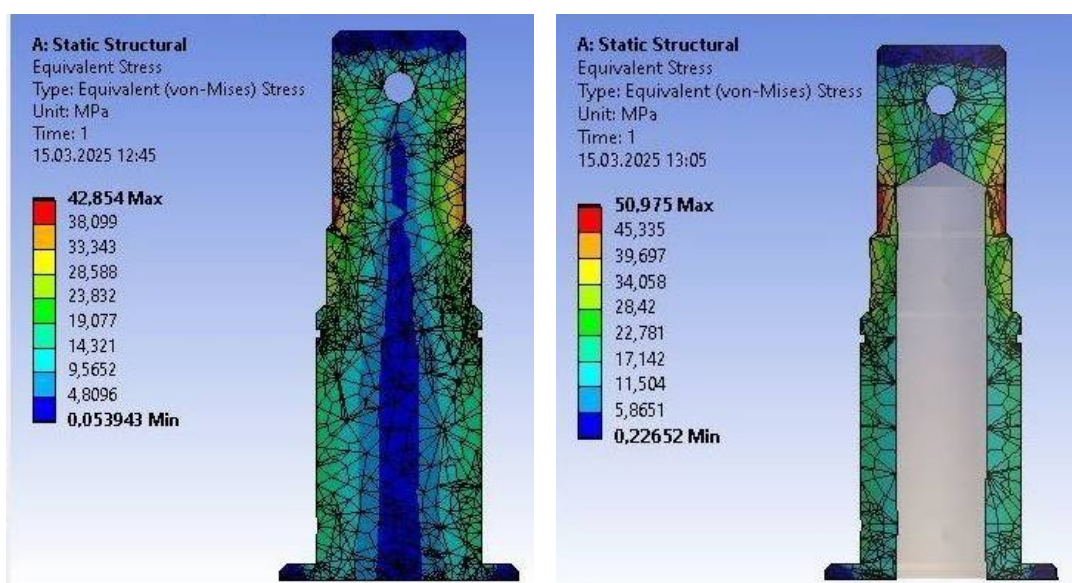 A: Static Structural
Equivalent Stress
Type: Equivalent (von-Mises) Stress
Unit: MPa
Time: 1
15.03.2025 12:45
42,854 Max
38,099
33,343
28,588
23,832
19,077
14,321
9,5652
4,8096
0,053943 Min
A: Static Structural
Equivalent Stress
Type: Equivalent (von-Mises) Stress
Unit: MPa
Time: 1
15.03.2025 13:05
50,975 Max
45,335
39,697
34,058
28,42
22,781
17,142
11,504
5,8651
0,22652 Min